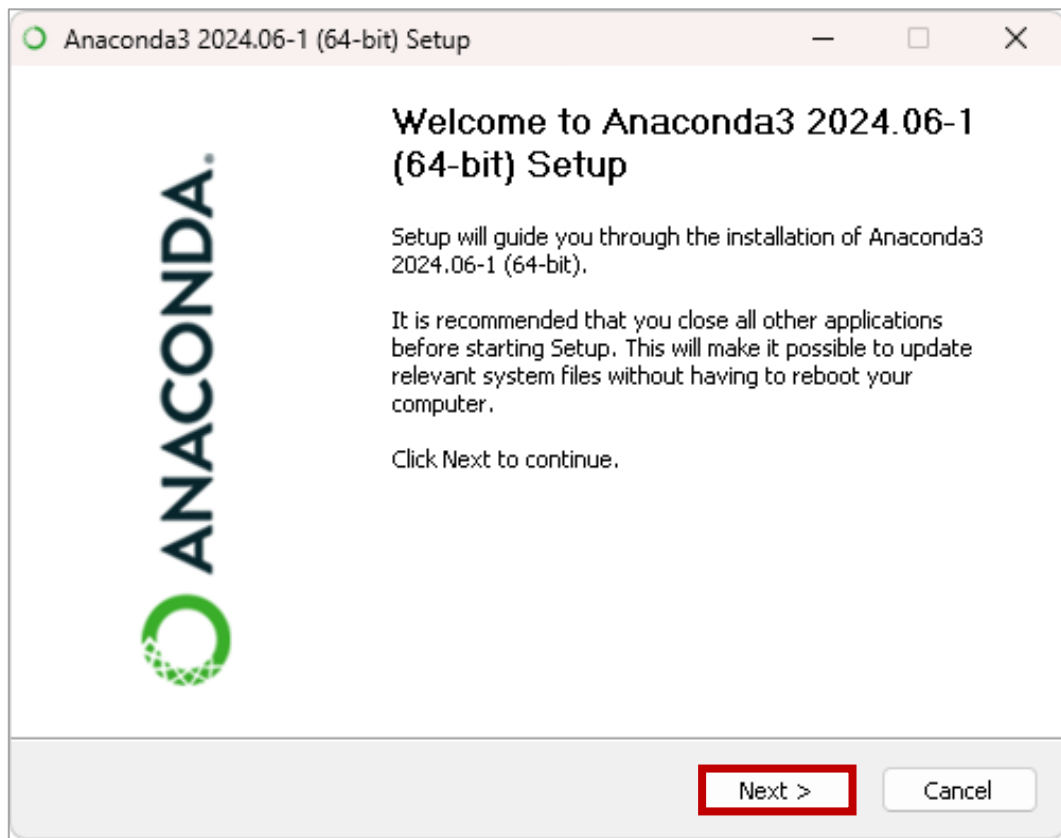 Anaconda3 2024.06-1 (64-bit) Setup
ANACONDA.
Welcome to Anaconda3 2024.06-1
(64-bit) Setup
Setup will guide you through the installation of Anaconda3
2024.06-1 (64-bit).
It is recommended that you close all other applications
before starting Setup. This will make it possible to update
relevant system files without having to reboot your
computer.
Click Next to continue.
Next >
Cancel